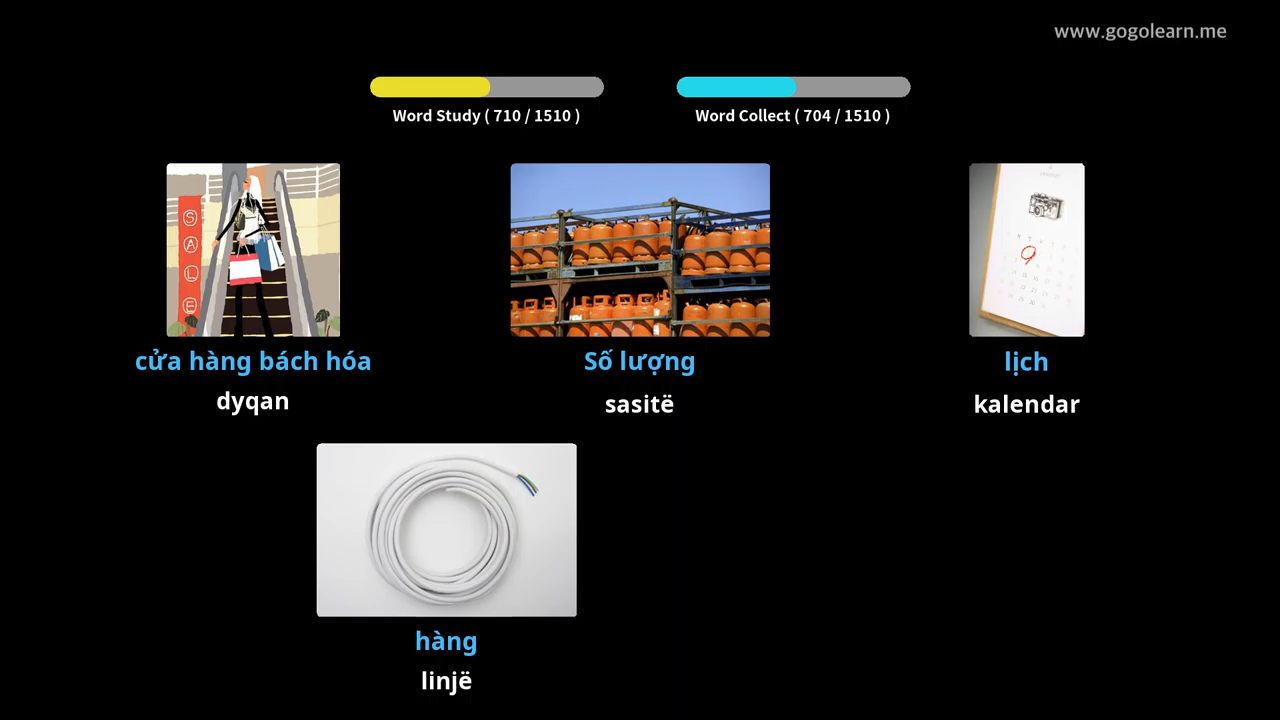 www.gogolearn.me
Word Study ( 710 / 1510 )
Word Collect ( 704 / 1510 )
S
A
L
E
cửa hàng bách hóa
dyqan
Số lượng
sasitë
lịch
kalendar
hàng
linjë